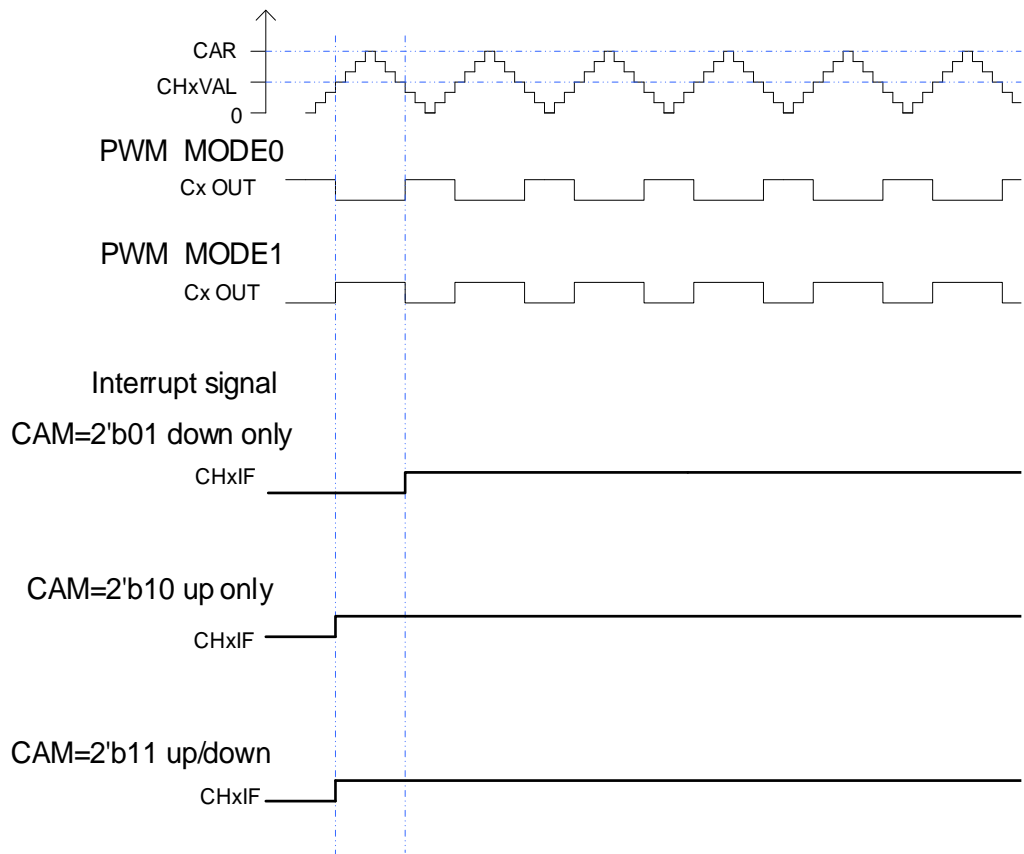 CAR
CHxVAL
0
PWM MODE0
Cx OUT
PWM MODE1
Cx OUT
Interrupt signal
CAM=2'b01 down only
CHxIF
CAM=2'b10 up only
CHxIF
CAM=2'b11 up/down
CHxIF